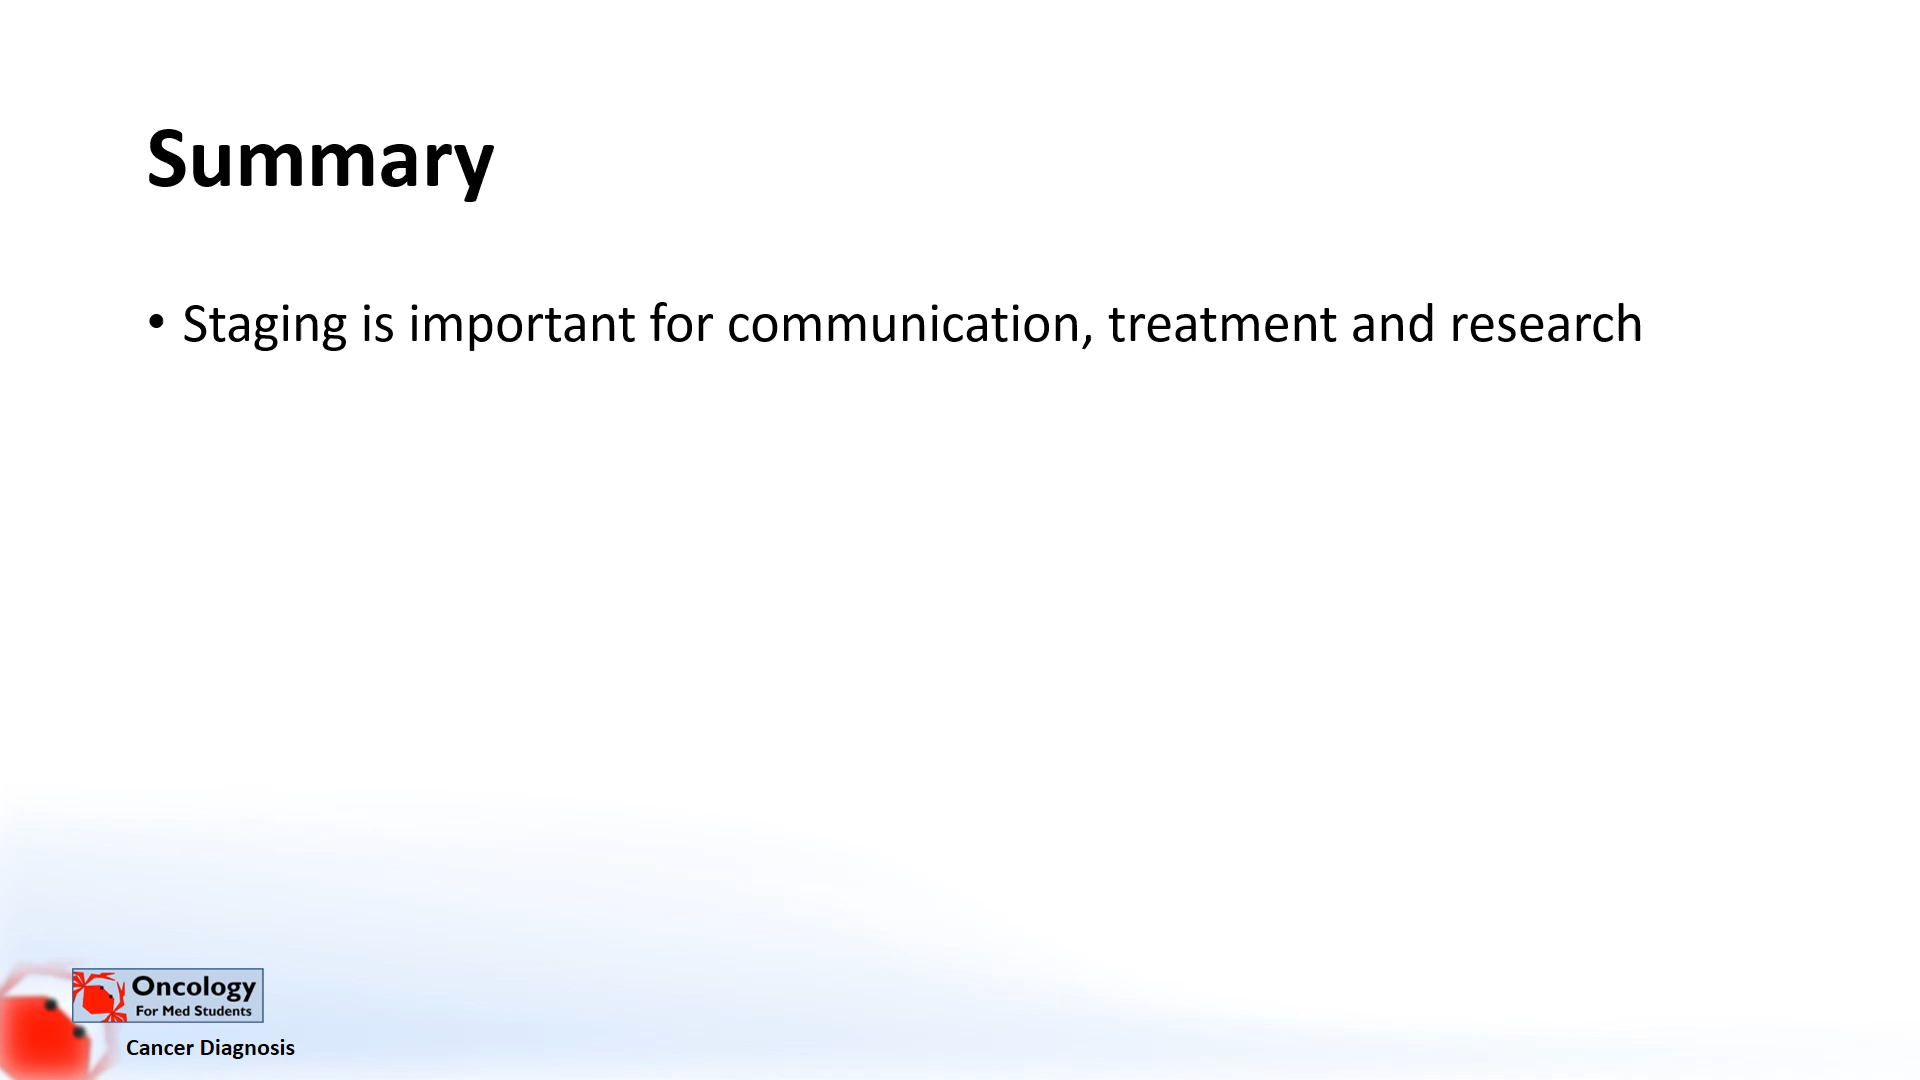 Summary
• Staging is important for communication, treatment and research
Oncology
For Med Students
Cancer Diagnosis